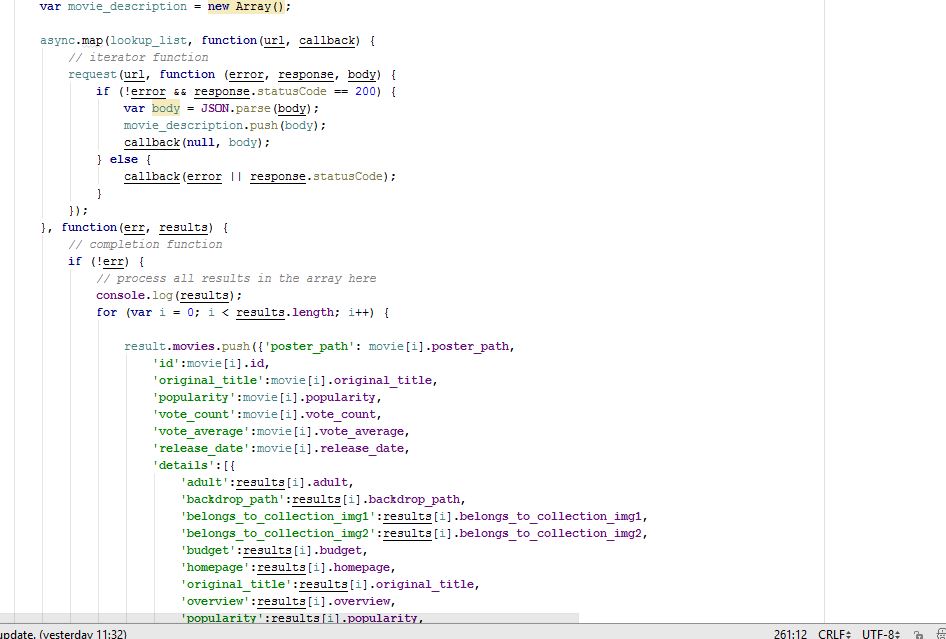 var movie_description = new Array();
async.map(lookup_list, function(url, callback) {
// iterator function
request(url, function (error, response, body) {
if (!error && response.statusCode == 200) {
var body = JSON.parse(body);
movie_description.push(body);
callback(null, body);
} else {
callback(error || response.statusCode);
}
});
}, function(err, results) {
// completion function
if (!err) {
// process all results in the array here
console.log(results);
for (var i = 0; i < results.length; i++) {
result.movies.push({'poster_path': movie[i].poster_path,
'id':movie[i].id,
'original_title':movie[i].original_title,
'popularity':movie[i].popularity,
'vote_count':movie[i].vote_count,
'vote_average':movie[i].vote_average,
'release_date':movie[i].release_date,
'details':[{
'adult':results[i].adult,
'backdrop_path':results[i].backdrop_path,
'belongs_to_collection_img1':results[i].belongs_to_collection_img1,
'belongs_to_collection_img2':results[i].belongs_to_collection_img2,
'budget':results[i].budget,
'homepage':results[i].homepage,
'original_title':results[i].original_title,
'overview':results[i].overview,
'popularity':results[i].popularity,
update. (yesterday 11:32) 261:12 CRLF UTF-8